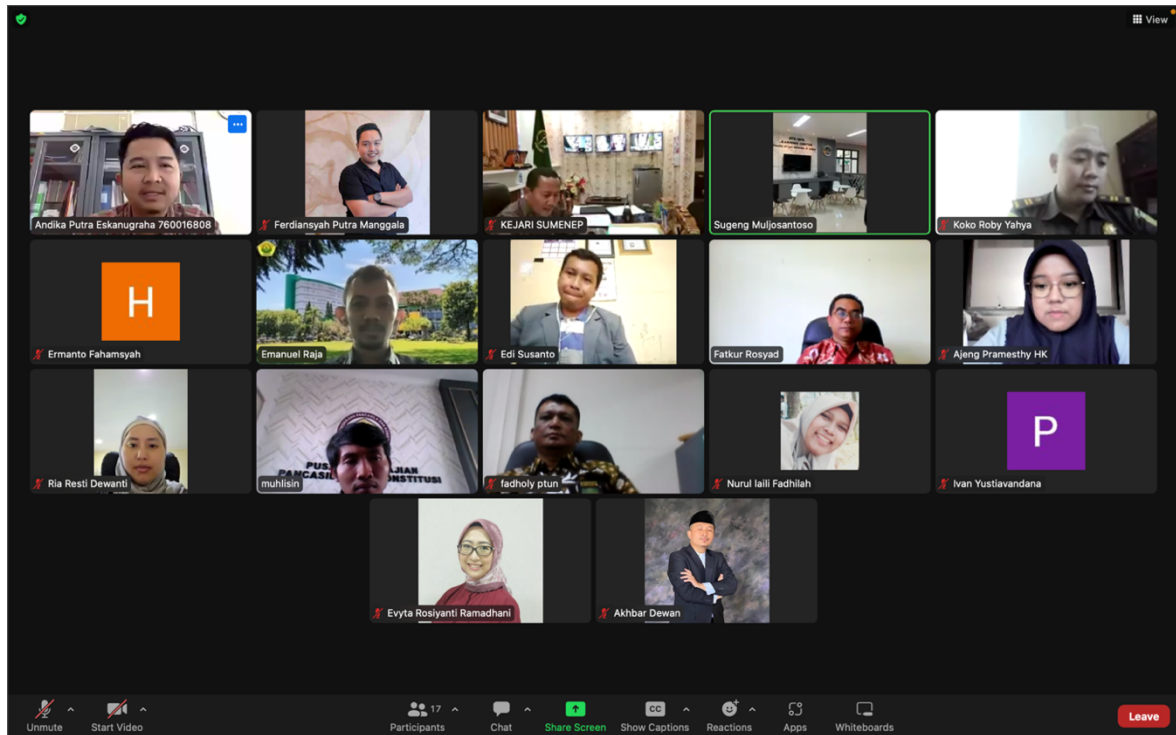 View
Andika Putra Eskanugraha 760016808
Ferdiansyah Putra Manggala
KEJARI SUMENEP
Sugeng Muljosantoso
Koko Roby Yahya
H
Ermanto Fahamsyah
Emanuel Raja
Edi Susanto
Fatkur Rosyad
Ajeng Pramesthy HK
Ria Resti Dewanti
muhlisin
fadholy ptun
Nurul laili Fadhilah
P
Ivan Yustiavandana
Evyta Rosiyanti Ramadhani
Akhbar Dewan
Unmute
Start Video
17
Participants
Chat
Share Screen
CC
Show Captions
Reactions
Apps
Whiteboards
Leave